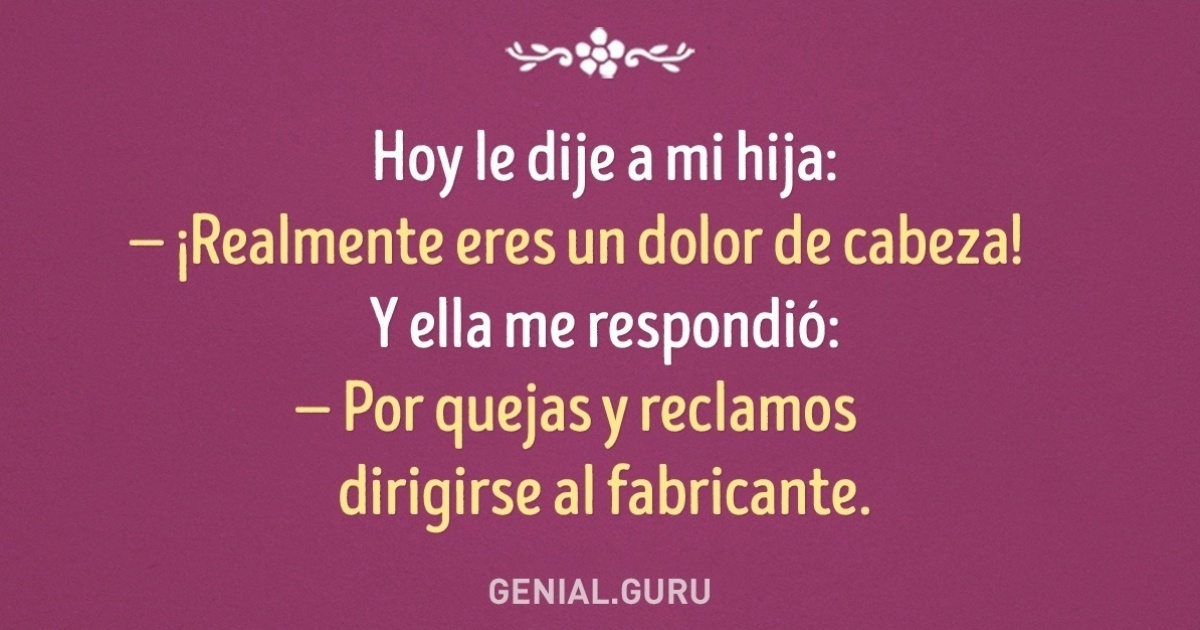 Hoy le dije a mi hija:
– ¡Realmente eres un dolor de cabeza!
Y ella me respondió:
– Por quejas y reclamos
dirigirse al fabricante.
GENIAL.GURU